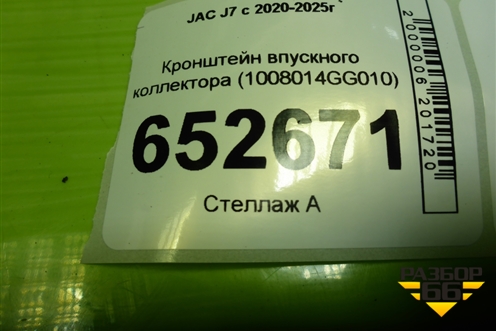 JAC J7 с 2020-2025г`
Кронштейн впускного
коллектора (1008014GG010)
652671
Стеллаж А
2000006201720
РАЗБОР
66